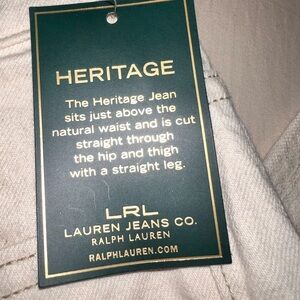 HERITAGE
The Heritage Jean
sits just above the
natural waist and is cut
straight through
the hip and thigh
with a straight leg.
LRL
LAUREN JEANS CO.
RALPH LAUREN
RALPHLAUREN.COM